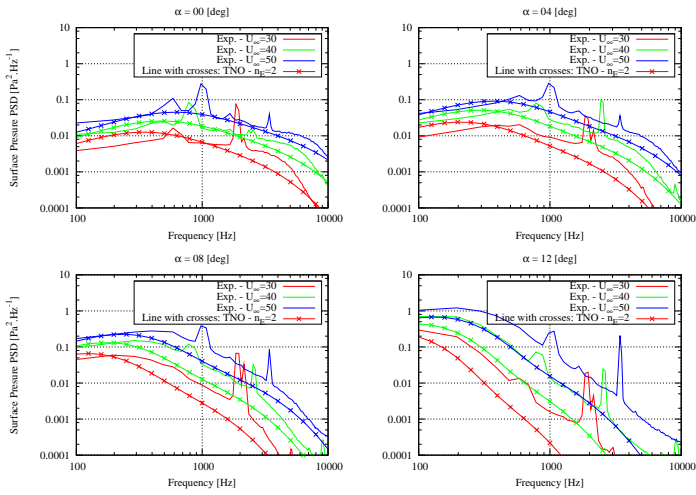 α = 00 [deg]
Surface Presure PSD [Pa².Hz⁻¹]
10
1
0.1
0.01
0.001
0.0001
Exp. - U∞=30
Exp. - U∞=40
Exp. - U∞=50
Line with crosses: TNO - nE=2
100
1000
10000
Frequency [Hz]
α = 04 [deg]
10
1
0.1
0.01
0.001
0.0001
Exp. - U∞=30
Exp. - U∞=40
Exp. - U∞=50
Line with crosses: TNO - nE=2
100
1000
10000
Frequency [Hz]
α = 08 [deg]
Surface Presure PSD [Pa².Hz⁻¹]
10
1
0.1
0.01
0.001
0.0001
Exp. - U∞=30
Exp. - U∞=40
Exp. - U∞=50
Line with crosses: TNO - nE=2
100
1000
10000
Frequency [Hz]
α = 12 [deg]
10
1
0.1
0.01
0.001
0.0001
Exp. - U∞=30
Exp. - U∞=40
Exp. - U∞=50
Line with crosses: TNO - nE=2
100
1000
10000
Frequency [Hz]